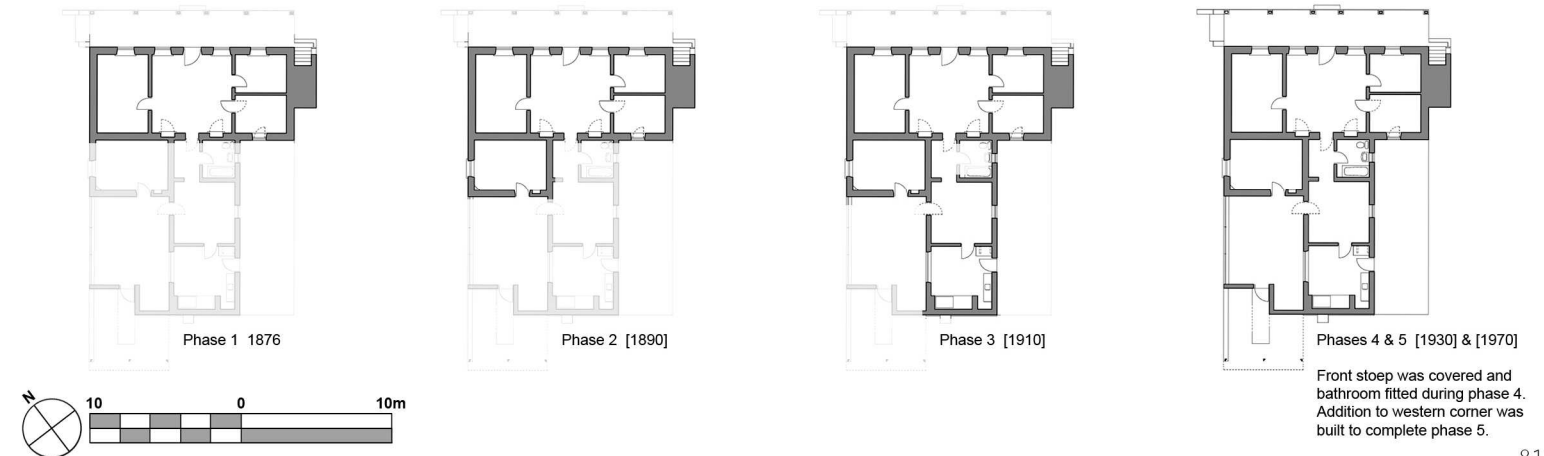 Phase 1 1876
Phase 2 [1890]
Phase 3 [1910]
Phases 4 & 5 [1930] & [1970]
Front stoep was covered and
bathroom fitted during phase 4.
Addition to western corner was
built to complete phase 5.
N
10 0 10m